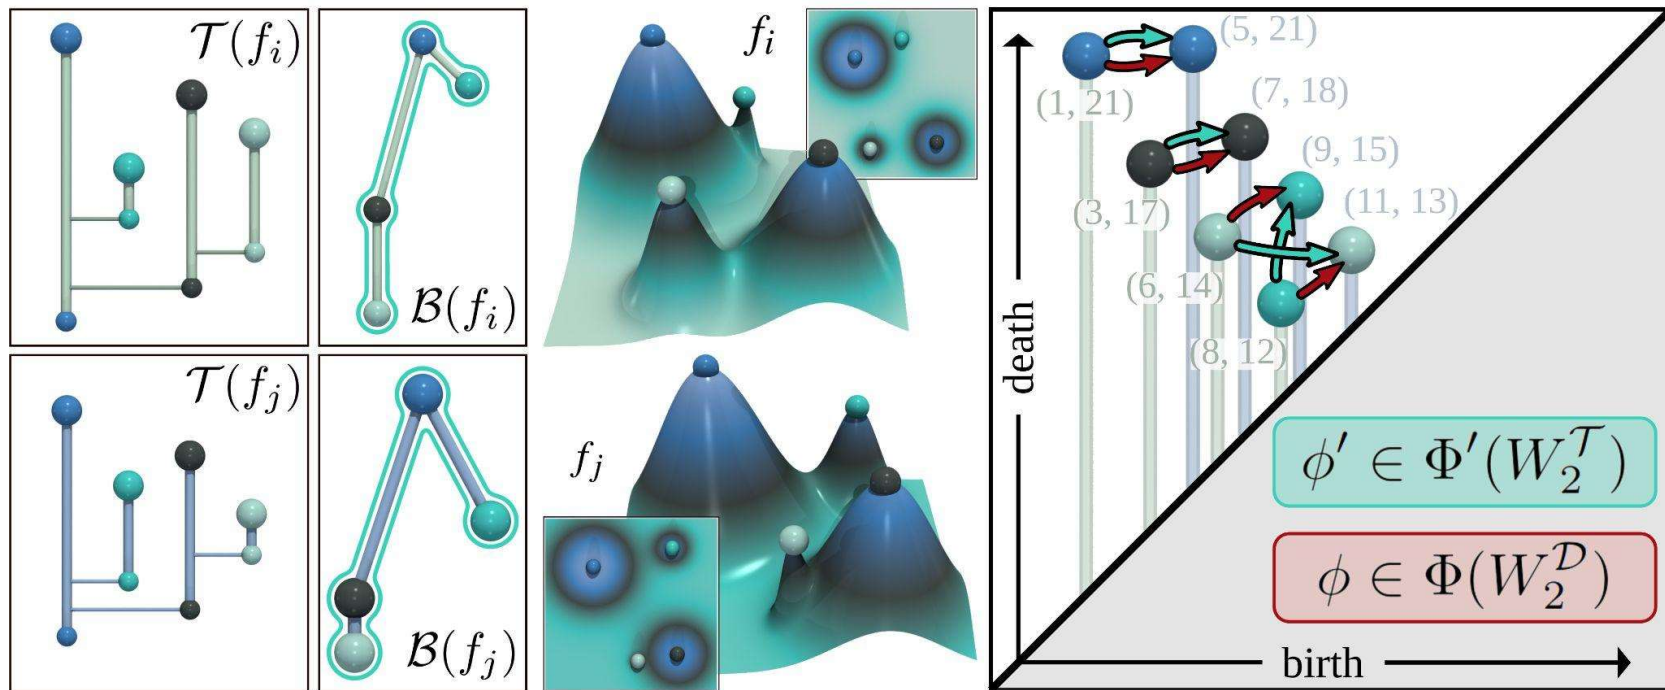 𝒯(f_i)
ℬ(f_i)
f_i
𝒯(f_j)
ℬ(f_j)
f_j
(5, 21)
(1, 21)
(7, 18)
(9, 15)
(3, 17)
(11, 13)
(6, 14)
(8, 12)
death
ϕ′ ∈ Φ′(W_2^𝒯)
ϕ ∈ Φ(W_2^𝒟)
birth